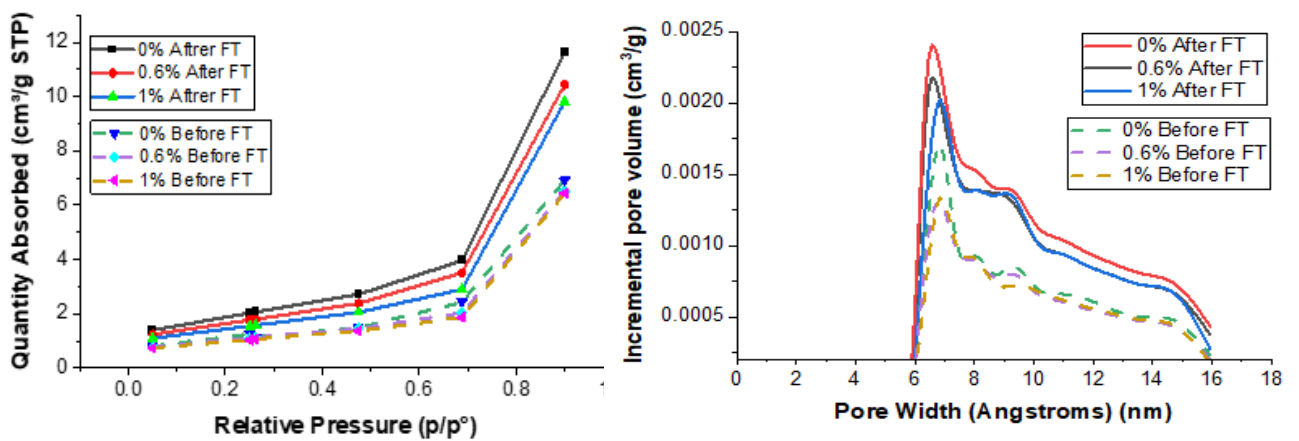 Quantity Absorbed (cm³/g STP)
12
10
8
6
4
2
0
0% Aftrer FT
0.6% After FT
1% Aftrer FT
0% Before FT
0.6% Before FT
1% Before FT
0.0
0.2
0.4
0.6
0.8
1
Relative Pressure (p/p°)
Incremental pore volume (cm³/g)
0.0025
0.0020
0.0015
0.0010
0.0005
0% After FT
0.6% After FT
1% After FT
0% Before FT
0.6% Before FT
1% Before FT
0
2
4
6
8
10
12
14
16
18
Pore Width (Angstroms) (nm)